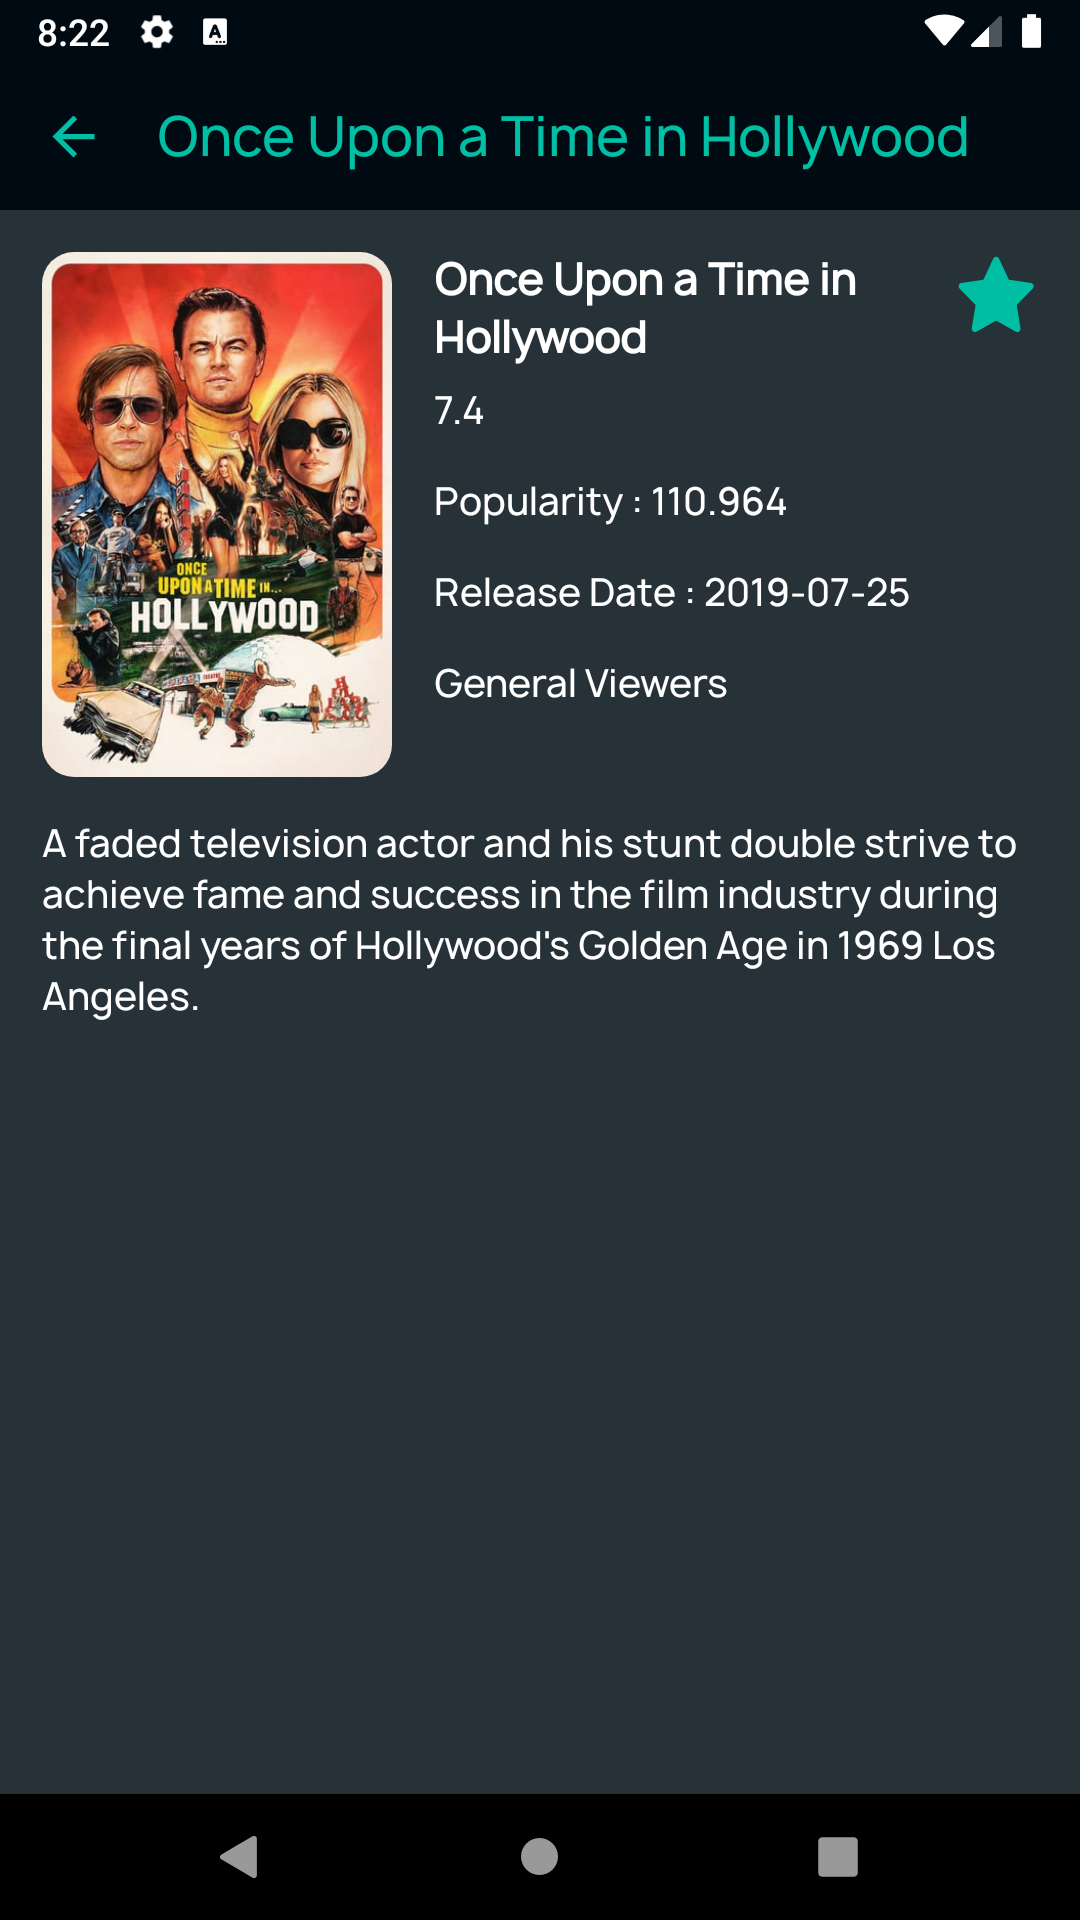 8:22
A
Once Upon a Time in Hollywood
Once Upon a Time in
Hollywood
7.4
Popularity : 110.964
Release Date : 2019-07-25
General Viewers
ONCE
UPON A TIME IN...
HOLLYWOOD
A faded television actor and his stunt double strive to
achieve fame and success in the film industry during
the final years of Hollywood's Golden Age in 1969 Los
Angeles.